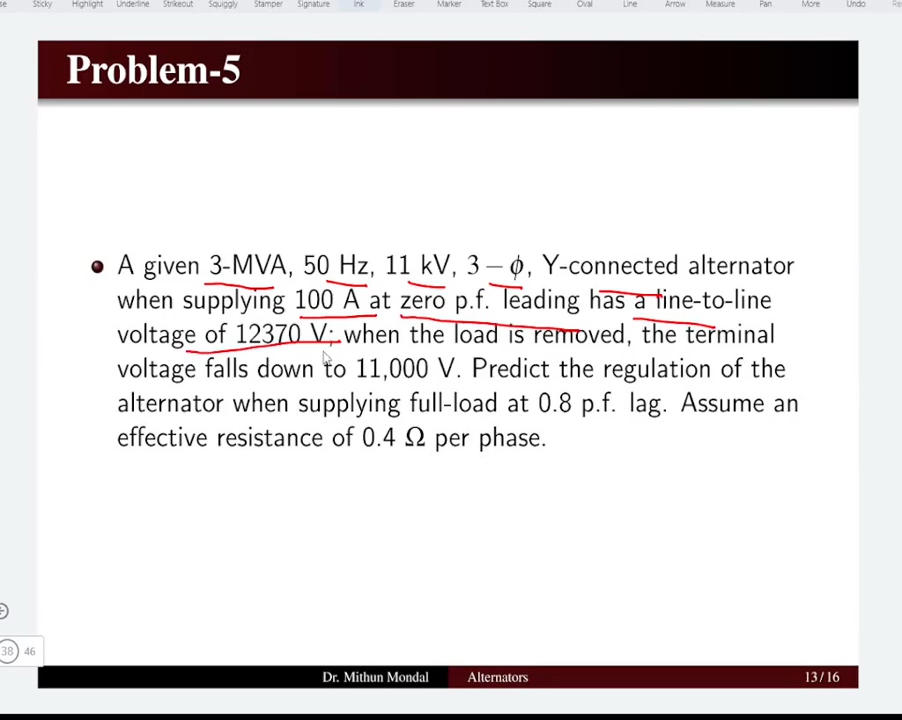 Sticky Highlight Underline Strikeout Squiggly Stamper Signature Ink Eraser Marker Text Box Square Oval Line Arrow Measure Pan More Undo
Problem-5
A given 3-MVA, 50 Hz, 11 kV, 3 − ϕ, Y-connected alternator
when supplying 100 A at zero p.f. leading has a line-to-line
voltage of 12370 V; when the load is removed, the terminal
voltage falls down to 11,000 V. Predict the regulation of the
alternator when supplying full-load at 0.8 p.f. lag. Assume an
effective resistance of 0.4 Ω per phase.
38 46
Dr. Mithun Mondal Alternators 13/16